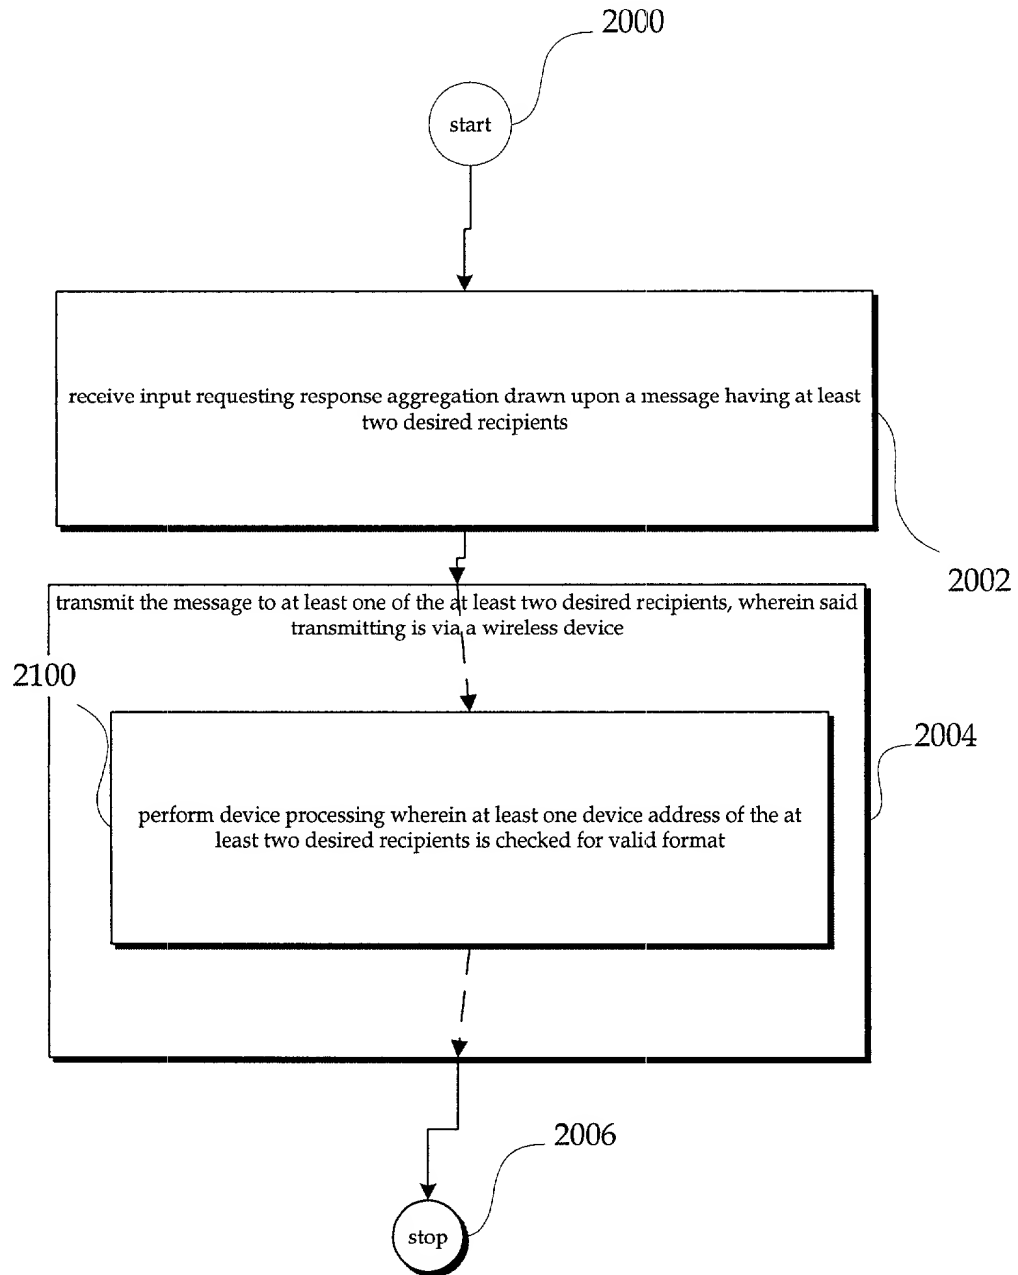 2000
start
receive input requesting response aggregation drawn upon a message having at least
two desired recipients
2002
transmit the message to at least one of the at least two desired recipients, wherein said
transmitting is via a wireless device
2100
2004
perform device processing wherein at least one device address of the at
least two desired recipients is checked for valid format
2006
stop